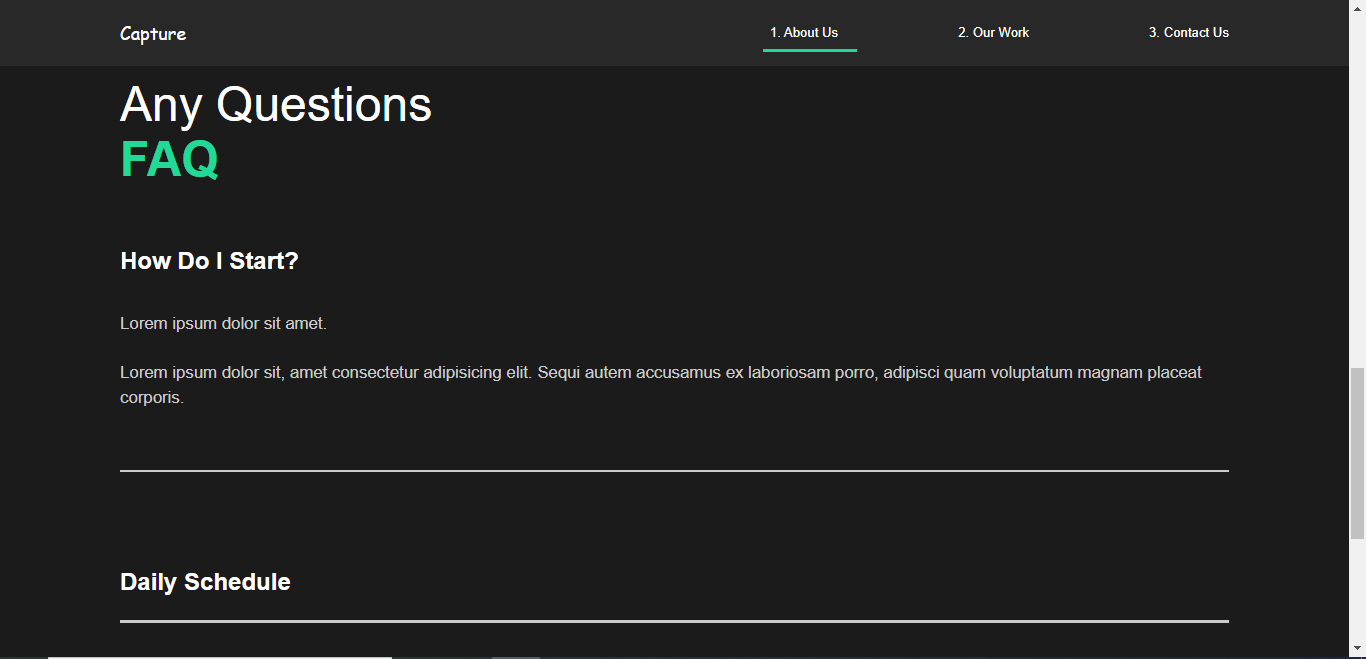 Capture
1. About Us
2. Our Work
3. Contact Us
Any Questions
FAQ
How Do I Start?
Lorem ipsum dolor sit amet.
Lorem ipsum dolor sit, amet consectetur adipisicing elit. Sequi autem accusamus ex laboriosam porro, adipisci quam voluptatum magnam placeat
corporis.
Daily Schedule